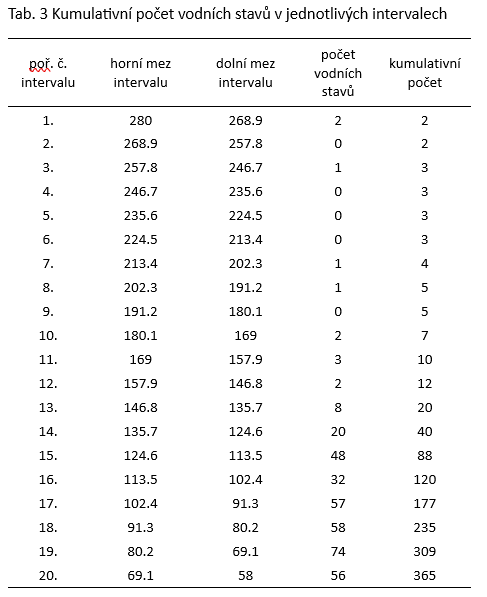 Tab. 3 Kumulativní počet vodních stavů v jednotlivých intervalech
poř. č. intervalu horní mez intervalu dolní mez intervalu počet vodních stavů kumulativní počet
1. 280 268.9 2 2
2. 268.9 257.8 0 2
3. 257.8 246.7 1 3
4. 246.7 235.6 0 3
5. 235.6 224.5 0 3
6. 224.5 213.4 0 3
7. 213.4 202.3 1 4
8. 202.3 191.2 1 5
9. 191.2 180.1 0 5
10. 180.1 169 2 7
11. 169 157.9 3 10
12. 157.9 146.8 2 12
13. 146.8 135.7 8 20
14. 135.7 124.6 20 40
15. 124.6 113.5 48 88
16. 113.5 102.4 32 120
17. 102.4 91.3 57 177
18. 91.3 80.2 58 235
19. 80.2 69.1 74 309
20. 69.1 58 56 365